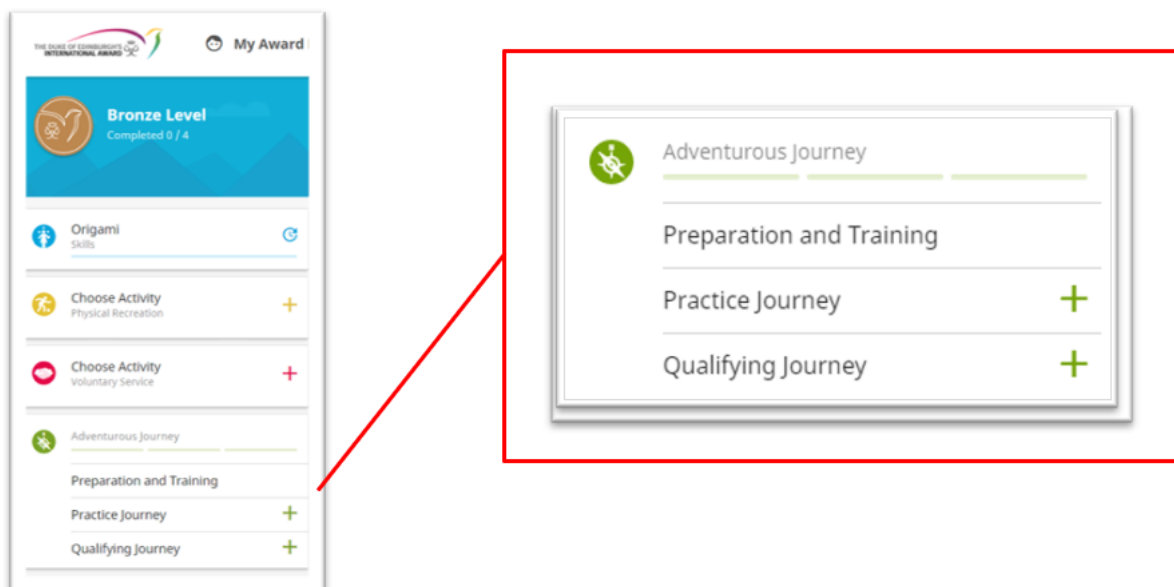 THE DUKE OF EDINBURGH'S
INTERNATIONAL AWARD
My Award
Bronze Level
Completed 0 / 4
Origami
Skills
Choose Activity
Physical Recreation
Choose Activity
Voluntary Service
Adventurous Journey
Preparation and Training
Practice Journey
Qualifying Journey
Adventurous Journey
Preparation and Training
Practice Journey
Qualifying Journey